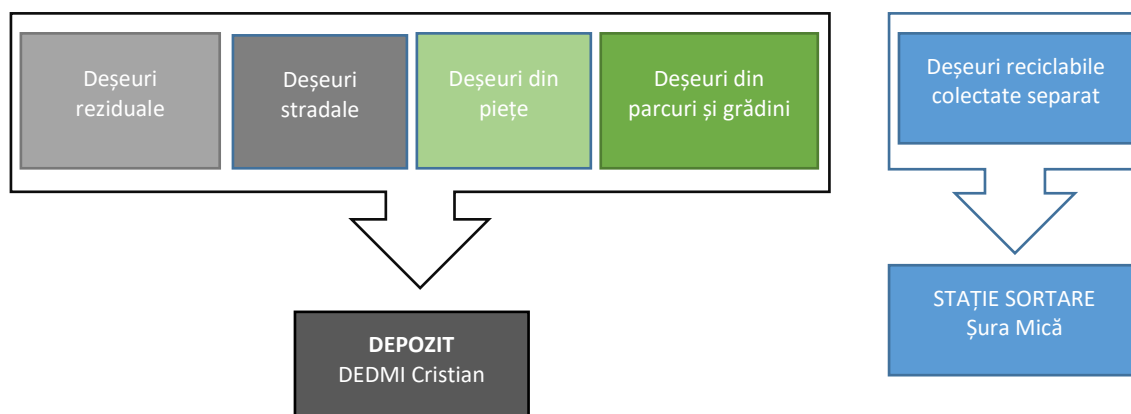 Deșeuri
reziduale
Deșeuri
stradale
Deșeuri din
piețe
Deșeuri din
parcuri și grădini
Deșeuri reciclabile
colectate separat
DEPOZIT
DEDMI Cristian
STAȚIE SORTARE
Șura Mică